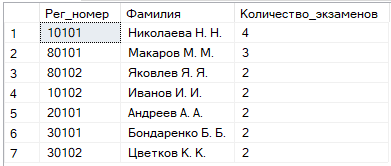 Рег_номер Фамилия Количество_экзаменов
1 10101 Николаева Н. Н. 4
2 80101 Макаров М. М. 3
3 80102 Яковлев Я. Я. 2
4 10102 Иванов И. И. 2
5 20101 Андреев А. А. 2
6 30101 Бондаренко Б. Б. 2
7 30102 Цветков К. К. 2